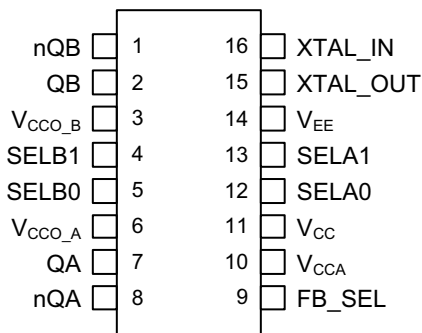 nQB 1 16 XTAL_IN
QB 2 15 XTAL_OUT
VCCO_B 3 14 VEE
SELB1 4 13 SELA1
SELB0 5 12 SELA0
VCCO_A 6 11 VCC
QA 7 10 VCCA
nQA 8 9 FB_SEL